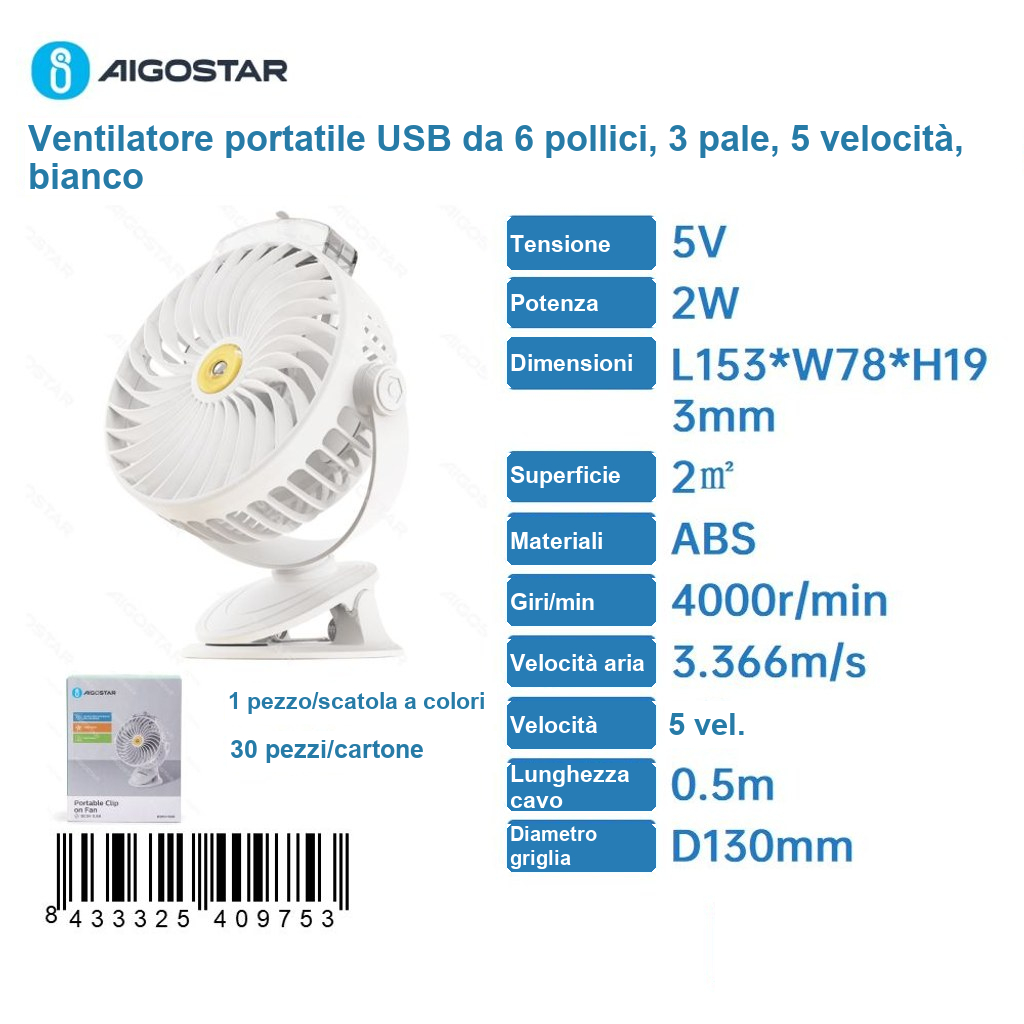 AIGOSTAR
Ventilatore portatile USB da 6 pollici, 3 pale, 5 velocità,
bianco
Tensione 5V
Potenza 2W
Dimensioni L153*W78*H19
3mm
Superficie 2㎡
Materiali ABS
Giri/min 4000r/min
Velocità aria 3.366m/s
Velocità 5 vel.
Lunghezza
cavo 0.5m
Diametro
griglia D130mm
AIGOSTAR
Portable Clip
on Fan
1 pezzo/scatola a colori
30 pezzi/cartone
8 433325 409753